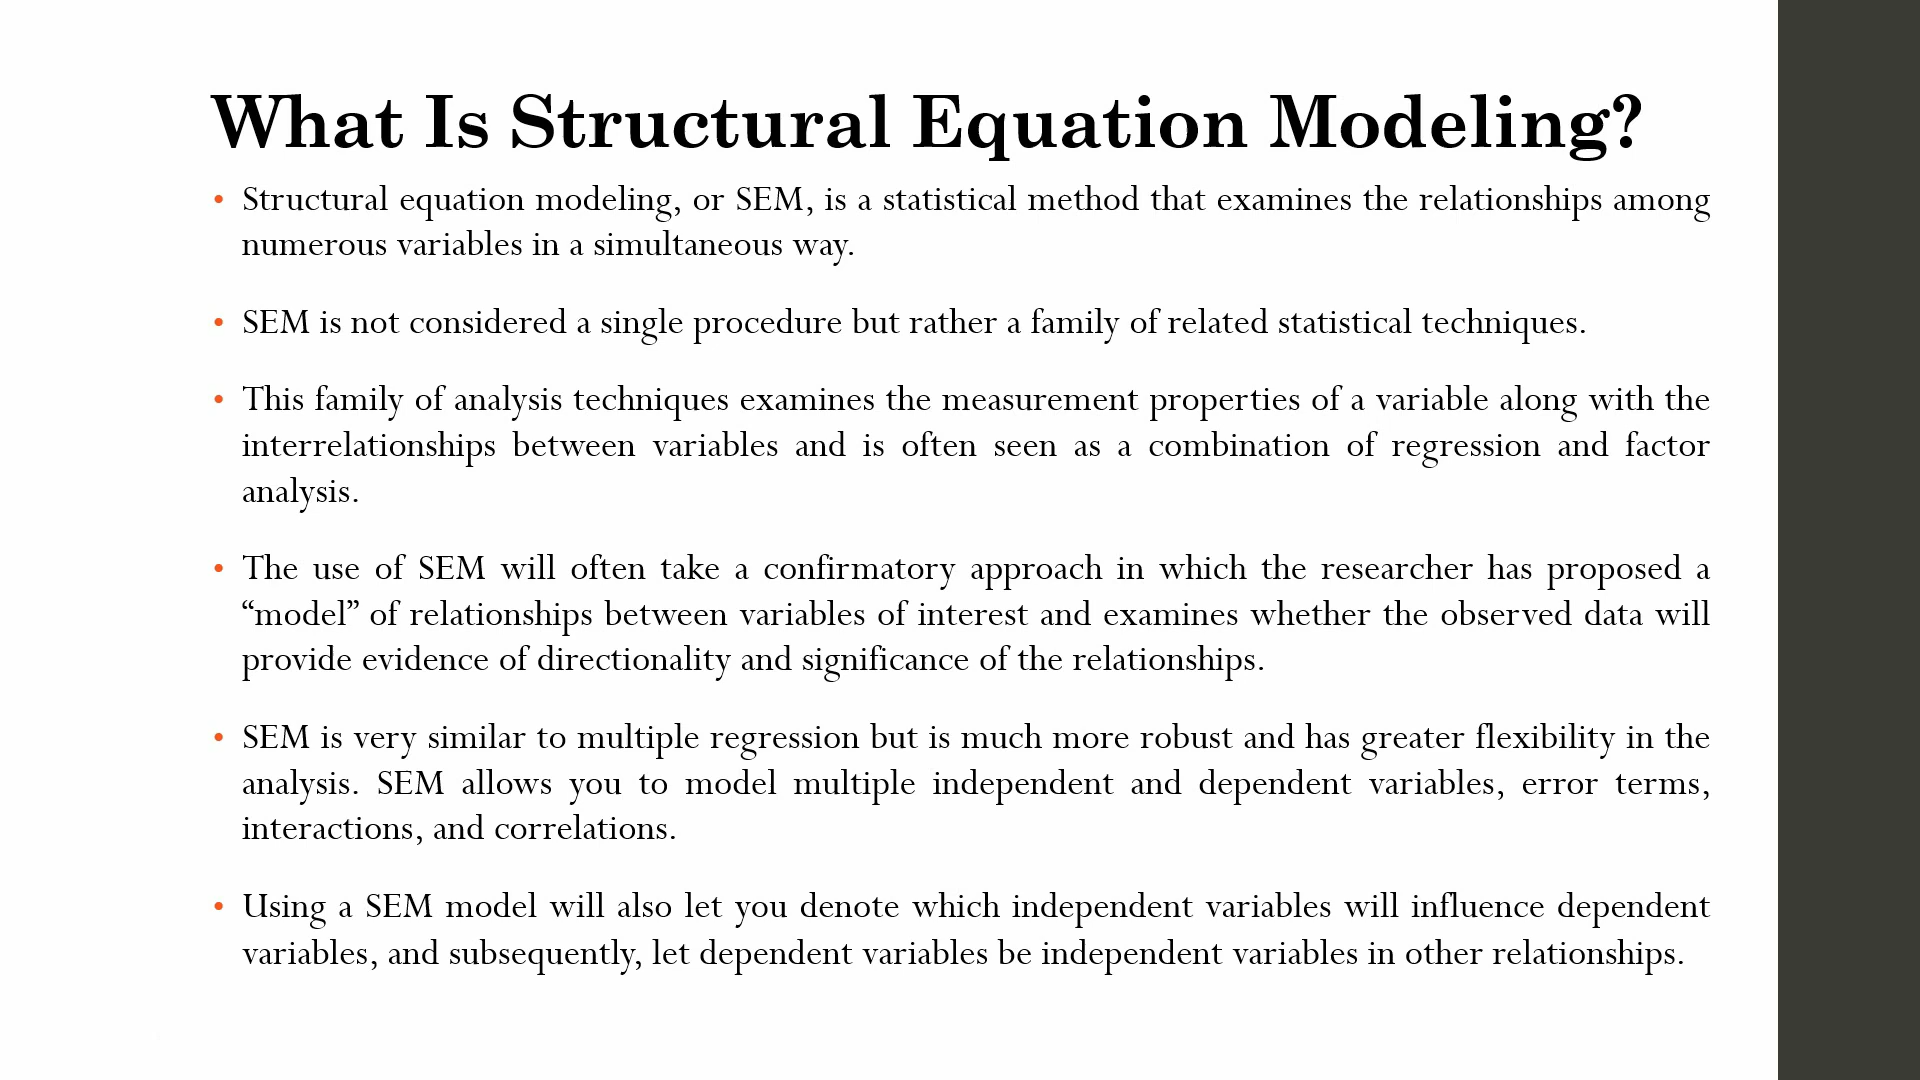 What Is Structural Equation Modeling?
• Structural equation modeling, or SEM, is a statistical method that examines the relationships among
numerous variables in a simultaneous way.
• SEM is not considered a single procedure but rather a family of related statistical techniques.
• This family of analysis techniques examines the measurement properties of a variable along with the
interrelationships between variables and is often seen as a combination of regression and factor
analysis.
• The use of SEM will often take a confirmatory approach in which the researcher has proposed a
“model” of relationships between variables of interest and examines whether the observed data will
provide evidence of directionality and significance of the relationships.
• SEM is very similar to multiple regression but is much more robust and has greater flexibility in the
analysis. SEM allows you to model multiple independent and dependent variables, error terms,
interactions, and correlations.
• Using a SEM model will also let you denote which independent variables will influence dependent
variables, and subsequently, let dependent variables be independent variables in other relationships.